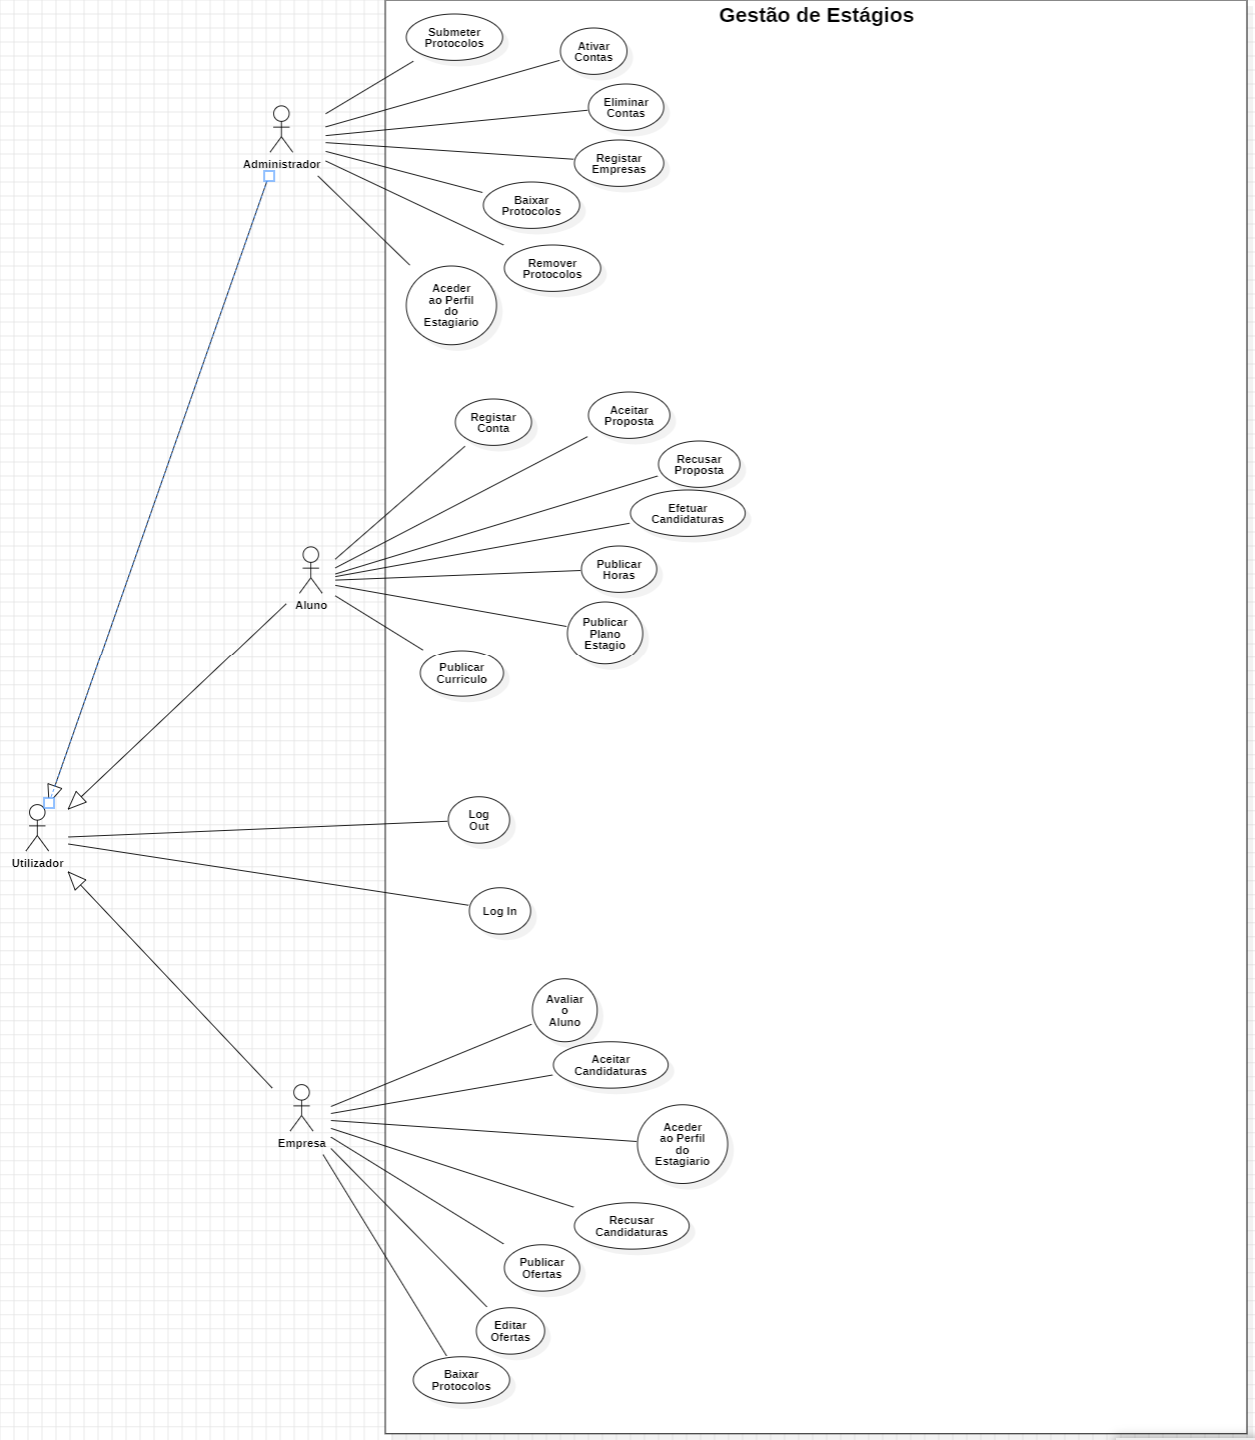 Gestão de Estágios
Submeter
Protocolos
Ativar
Contas
Eliminar
Contas
Administrador
Registar
Empresas
Baixar
Protocolos
Remover
Protocolos
Aceder
ao Perfil
do
Estagiario
Registar
Conta
Aceitar
Proposta
Recusar
Proposta
Efetuar
Candidaturas
Publicar
Horas
Aluno
Publicar
Plano
Estagio
Publicar
Curriculo
Log
Out
Utilizador
Log In
Avaliar
o
Aluno
Aceitar
Candidaturas
Empresa
Aceder
ao Perfil
do
Estagiario
Recusar
Candidaturas
Publicar
Ofertas
Editar
Ofertas
Baixar
Protocolos